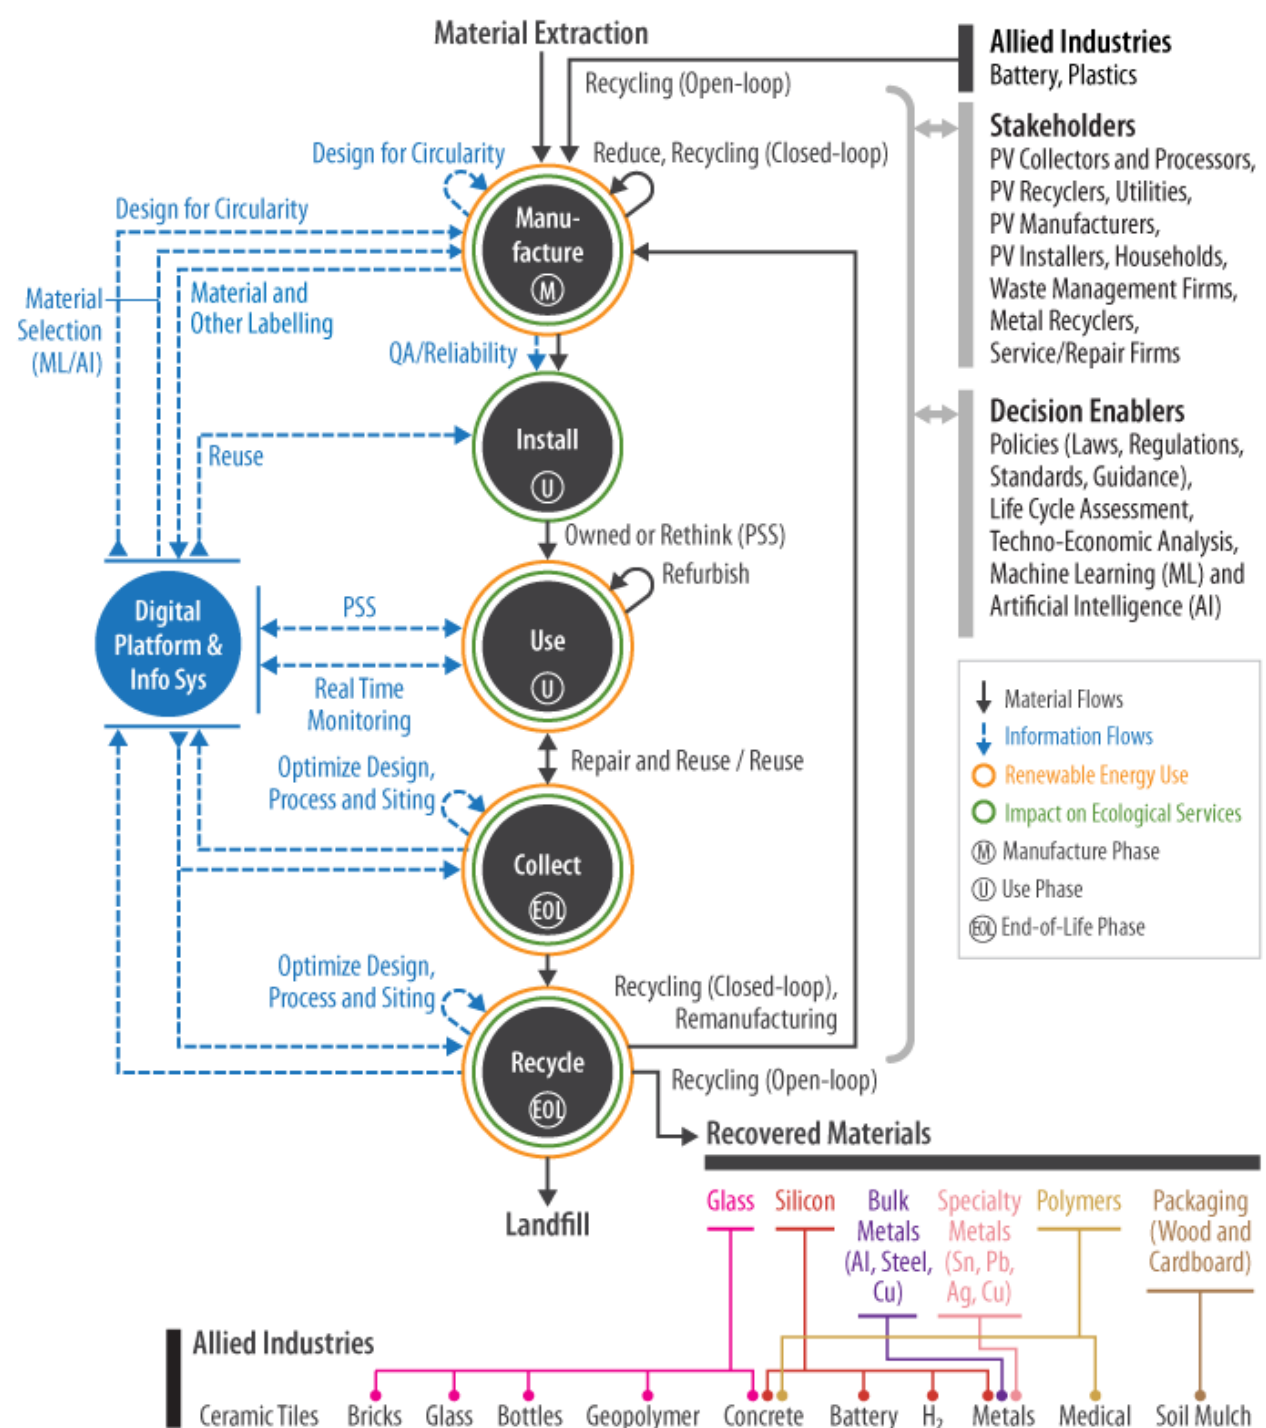 Material Extraction
Allied Industries
Battery, Plastics
Recycling (Open-loop)
Stakeholders
PV Collectors and Processors,
PV Recyclers, Utilities,
PV Manufacturers,
PV Installers, Households,
Waste Management Firms,
Metal Recyclers,
Service/Repair Firms
Design for Circularity
Reduce, Recycling (Closed-loop)
Design for Circularity
Manu-
facture
M
Material
Selection
(ML/AI)
Material and
Other Labelling
QA/Reliability
Decision Enablers
Policies (Laws, Regulations,
Standards, Guidance),
Life Cycle Assessment,
Techno-Economic Analysis,
Machine Learning (ML) and
Artificial Intelligence (AI)
Install
U
Reuse
Owned or Rethink (PSS)
Refurbish
Digital
Platform &
Info Sys
PSS
Use
U
Real Time
Monitoring
Material Flows
Information Flows
Renewable Energy Use
Impact on Ecological Services
M Manufacture Phase
U Use Phase
EOL End-of-Life Phase
Repair and Reuse / Reuse
Optimize Design,
Process and Siting
Collect
EOL
Optimize Design,
Process and Siting
Recycling (Closed-loop),
Remanufacturing
Recycle
EOL
Recycling (Open-loop)
Recovered Materials
Landfill
Glass
Silicon
Bulk
Metals
(Al, Steel,
Cu)
Specialty
Metals
(Sn, Pb,
Ag, Cu)
Polymers
Packaging
(Wood and
Cardboard)
Allied Industries
Ceramic Tiles Bricks Glass Bottles Geopolymer Concrete Battery H₂ Metals Medical Soil Mulch